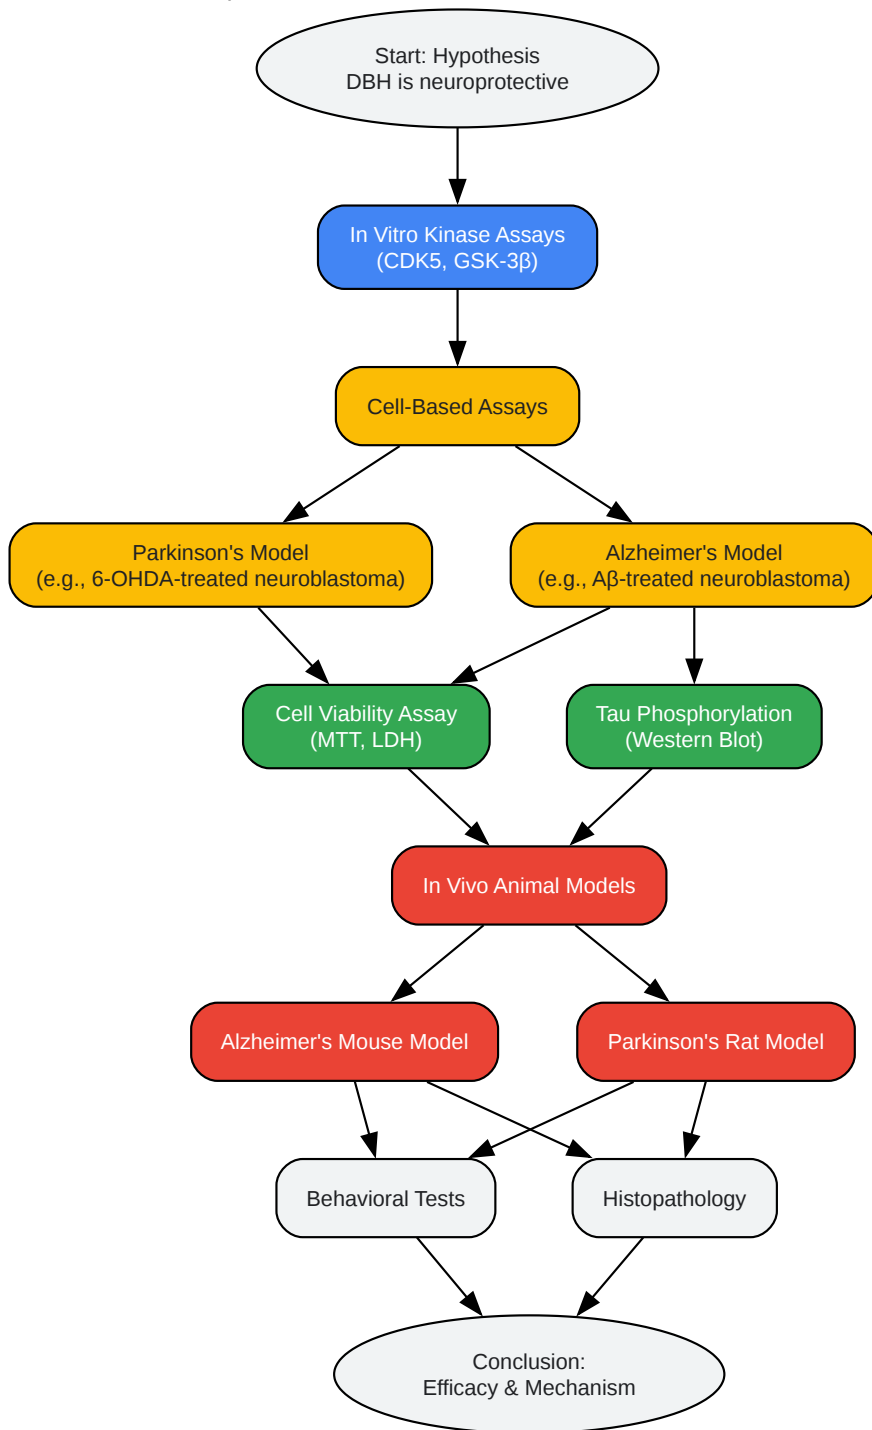 Start: Hypothesis
DBH is neuroprotective
In Vitro Kinase Assays
(CDK5, GSK-3β)
Cell-Based Assays
Parkinson's Model
(e.g., 6-OHDA-treated neuroblastoma)
Alzheimer's Model
(e.g., Aβ-treated neuroblastoma)
Cell Viability Assay
(MTT, LDH)
Tau Phosphorylation
(Western Blot)
In Vivo Animal Models
Alzheimer's Mouse Model
Parkinson's Rat Model
Behavioral Tests
Histopathology
Conclusion:
Efficacy & Mechanism